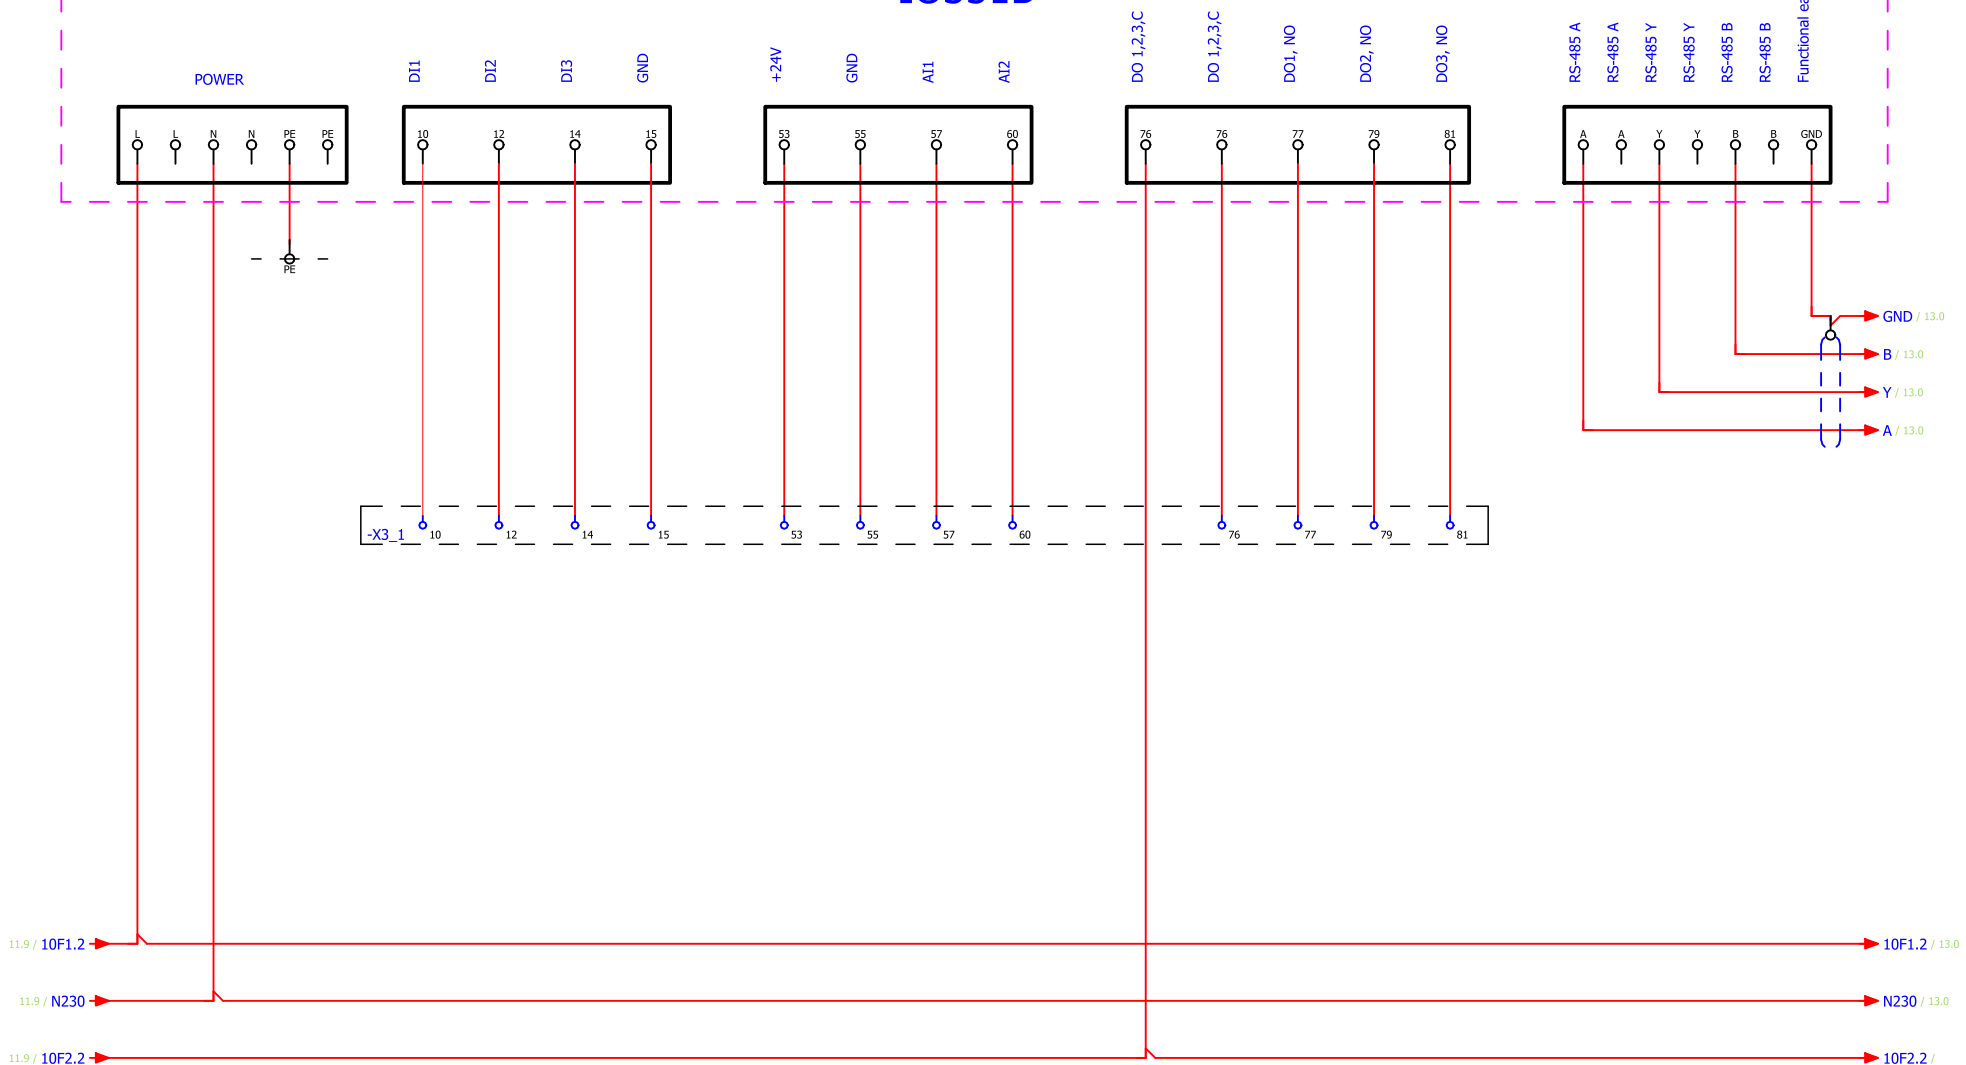 DI1
DI2
DI3
GND
+24V
GND
AI1
AI2
DO 1,2,3,C
DO 1,2,3,C
DO1, NO
DO2, NO
DO3, NO
RS-485 A
RS-485 A
RS-485 Y
RS-485 Y
RS-485 B
RS-485 B
Functional
POWER
L L N N PE PE
10 12 14 15
53 55 57 60
76 76 77 79 81
A A Y Y B B GND
PE
GND / 13.0
B / 13.0
Y / 13.0
A / 13.0
-X3_1 10 12 14 15 53 55 57 60 76 77 79 81
11.9 / 10F1.2
10F1.2 / 13.0
11.9 / N230
N230 / 13.0
11.9 / 10F2.2
10F2.2 /